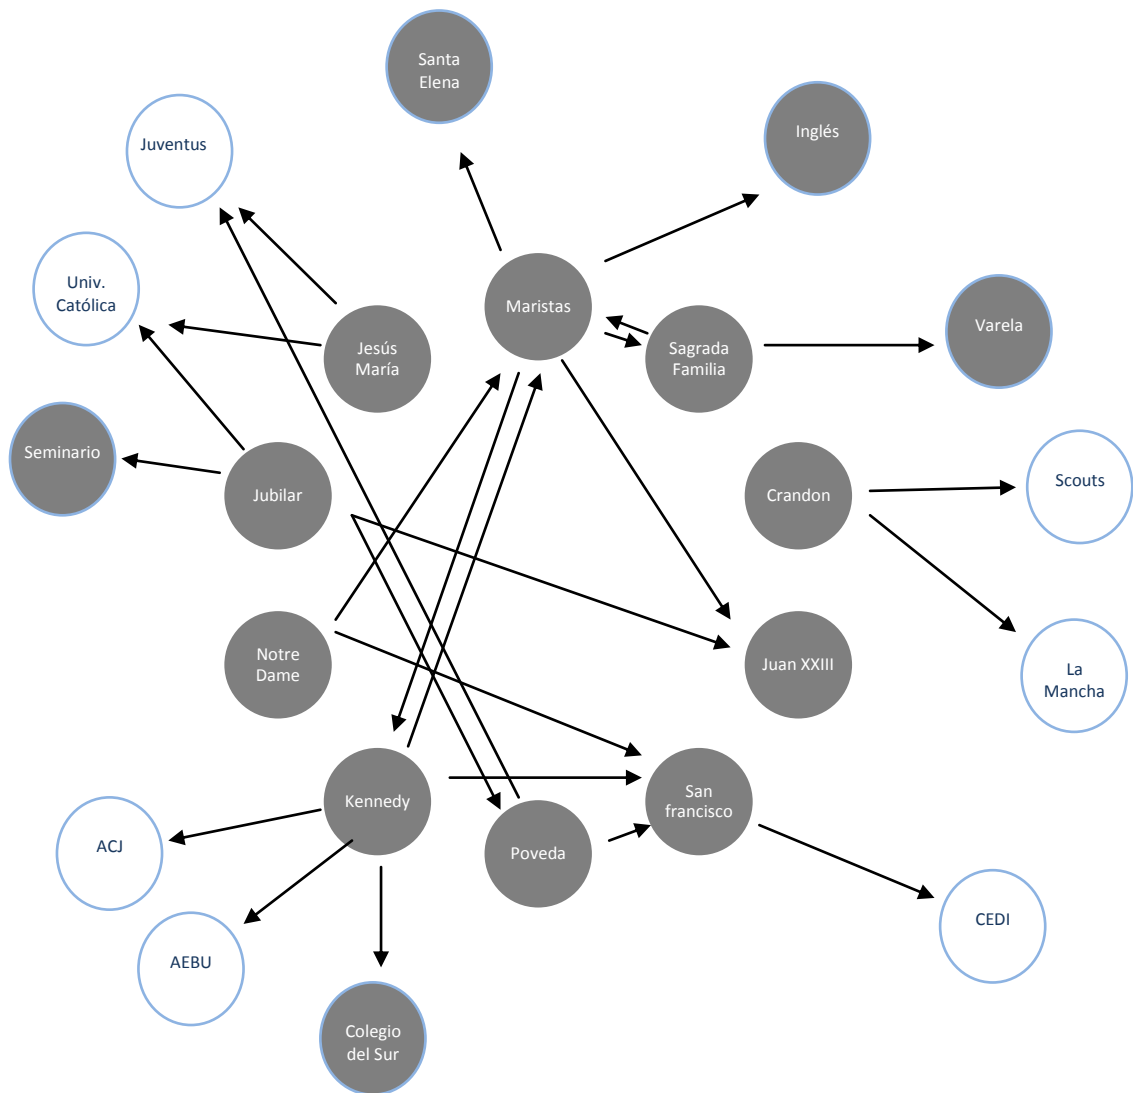 Santa
Elena
Inglés
Juventus
Univ.
Católica
Maristas
Varela
Jesús
María
Sagrada
Familia
Seminario
Jubilar
Crandon
Scouts
Notre
Dame
Juan XXIII
La
Mancha
Kennedy
San
francisco
Poveda
ACJ
CEDI
AEBU
Colegio
del Sur